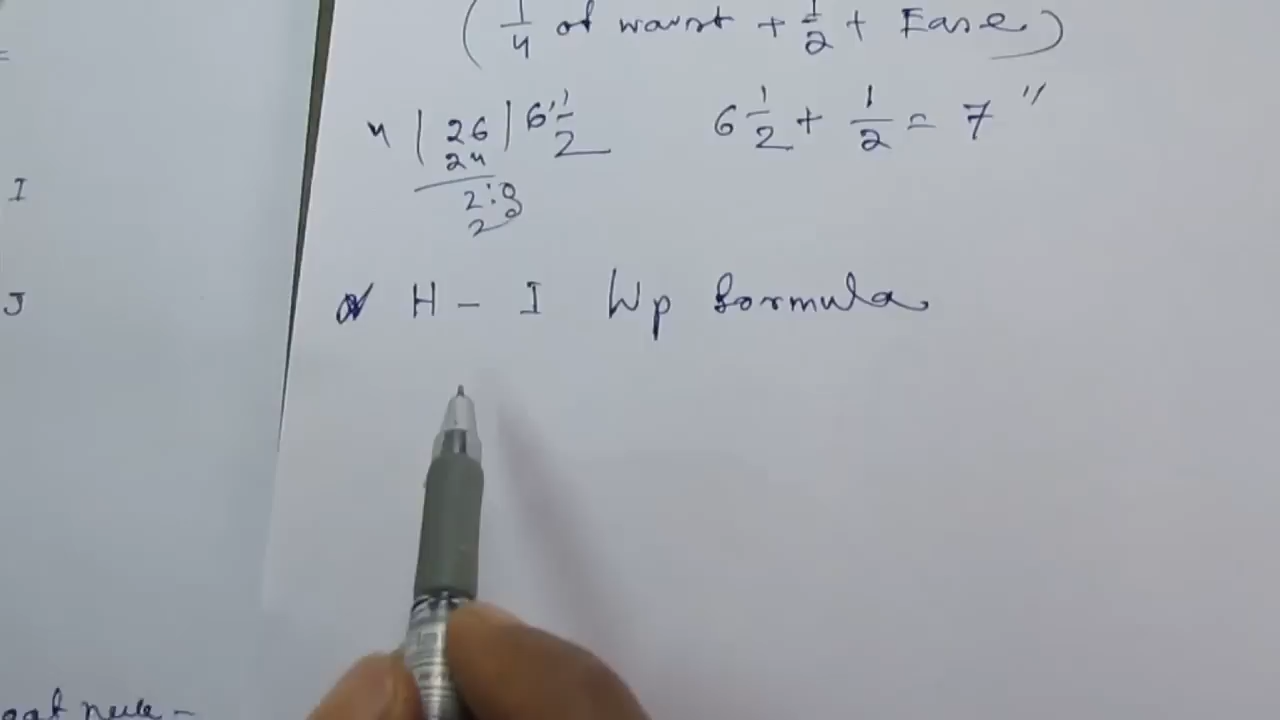 =
I
J
(1/4 of waist + 1/2 + Ease)
4 | 26 | 6 1/2"
24
2
2
6 1/2 + 1/2 = 7"
H - I Wp formula